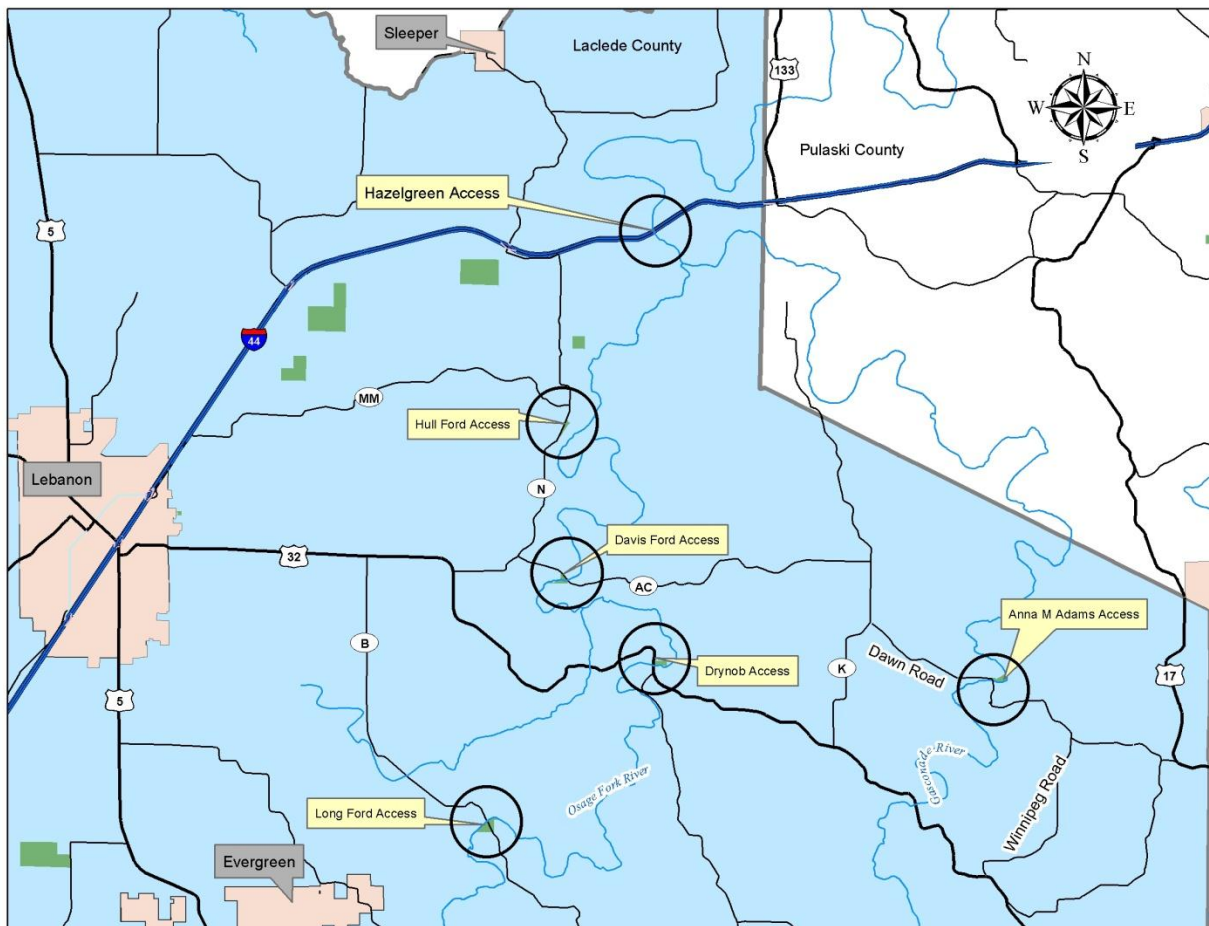 Sleeper
Laclede County
133
N
W E
S
Pulaski County
Hazelgreen Access
5
44
MM
Hull Ford Access
Lebanon
N
Davis Ford Access
32
AC
Anna M Adams Access
B
Drynob Access
K
Dawn Road
17
5
Gasconade River
Osage Fork River
Winnipeg Road
Long Ford Access
Evergreen